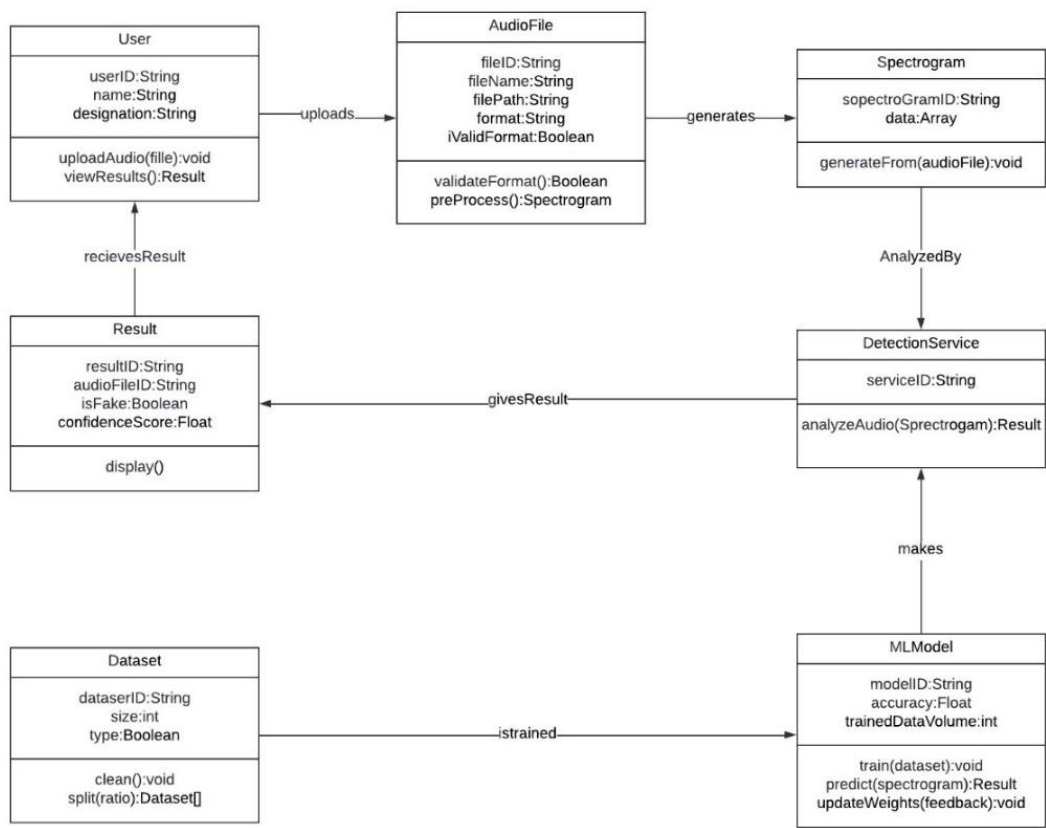 User
userID:String
name:String
designation:String
uploadAudio(fille):void
viewResults():Result
uploads
AudioFile
fileID:String
fileName:String
filePath:String
format:String
iValidFormat:Boolean
validateFormat():Boolean
preProcess():Spectrogram
generates
Spectrogram
sopectroGramID:String
data:Array
generateFrom(audioFile):void
recievesResult
AnalyzedBy
Result
resultID:String
audioFileID:String
isFake:Boolean
confidenceScore:Float
display()
givesResult
DetectionService
serviceID:String
analyzeAudio(Sprectrogam):Result
makes
Dataset
dataserID:String
size:int
type:Boolean
clean():void
split(ratio):Dataset[]
istrained
MLModel
modelID:String
accuracy:Float
trainedDataVolume:int
train(dataset):void
predict(spectrogram):Result
updateWeights(feedback):void